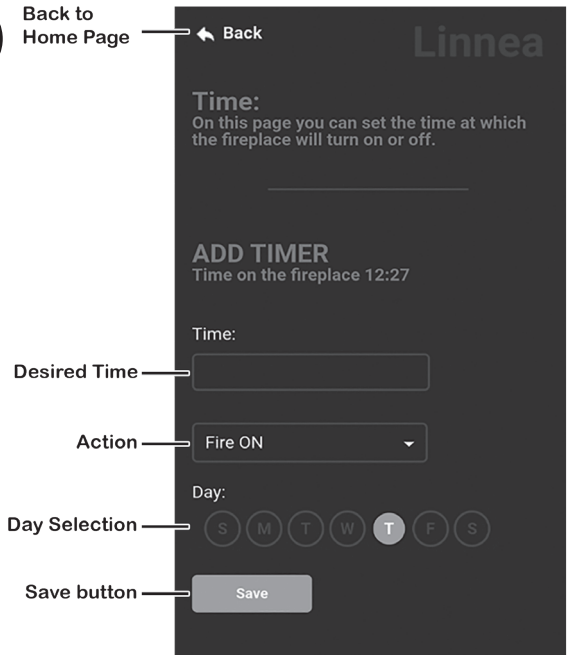 Back to
Home Page
Back
Linnea
Time:
On this page you can set the time at which
the fireplace will turn on or off.
ADD TIMER
Time on the fireplace 12:27
Time:
Desired Time
Action
Fire ON
Day:
Day Selection
S M T W T F S
Save button
Save